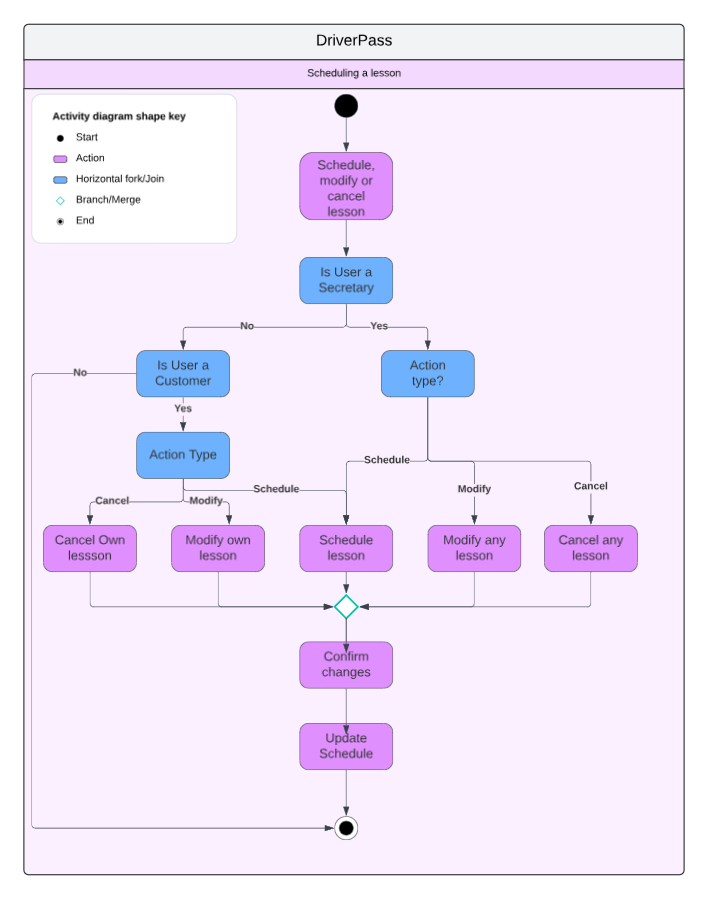 DriverPass
Scheduling a lesson
Activity diagram shape key
Start
Action
Horizontal fork/Join
Branch/Merge
End
Schedule,
modify or
cancel
lesson
Is User a
Secretary
No
Yes
Is User a
Customer
Action
type?
No
Yes
Action Type
Schedule
Schedule
Modify
Cancel
Cancel
Modify
Cancel Own
lessson
Modify own
lesson
Schedule
lesson
Modify any
lesson
Cancel any
lesson
Confirm
changes
Update
Schedule